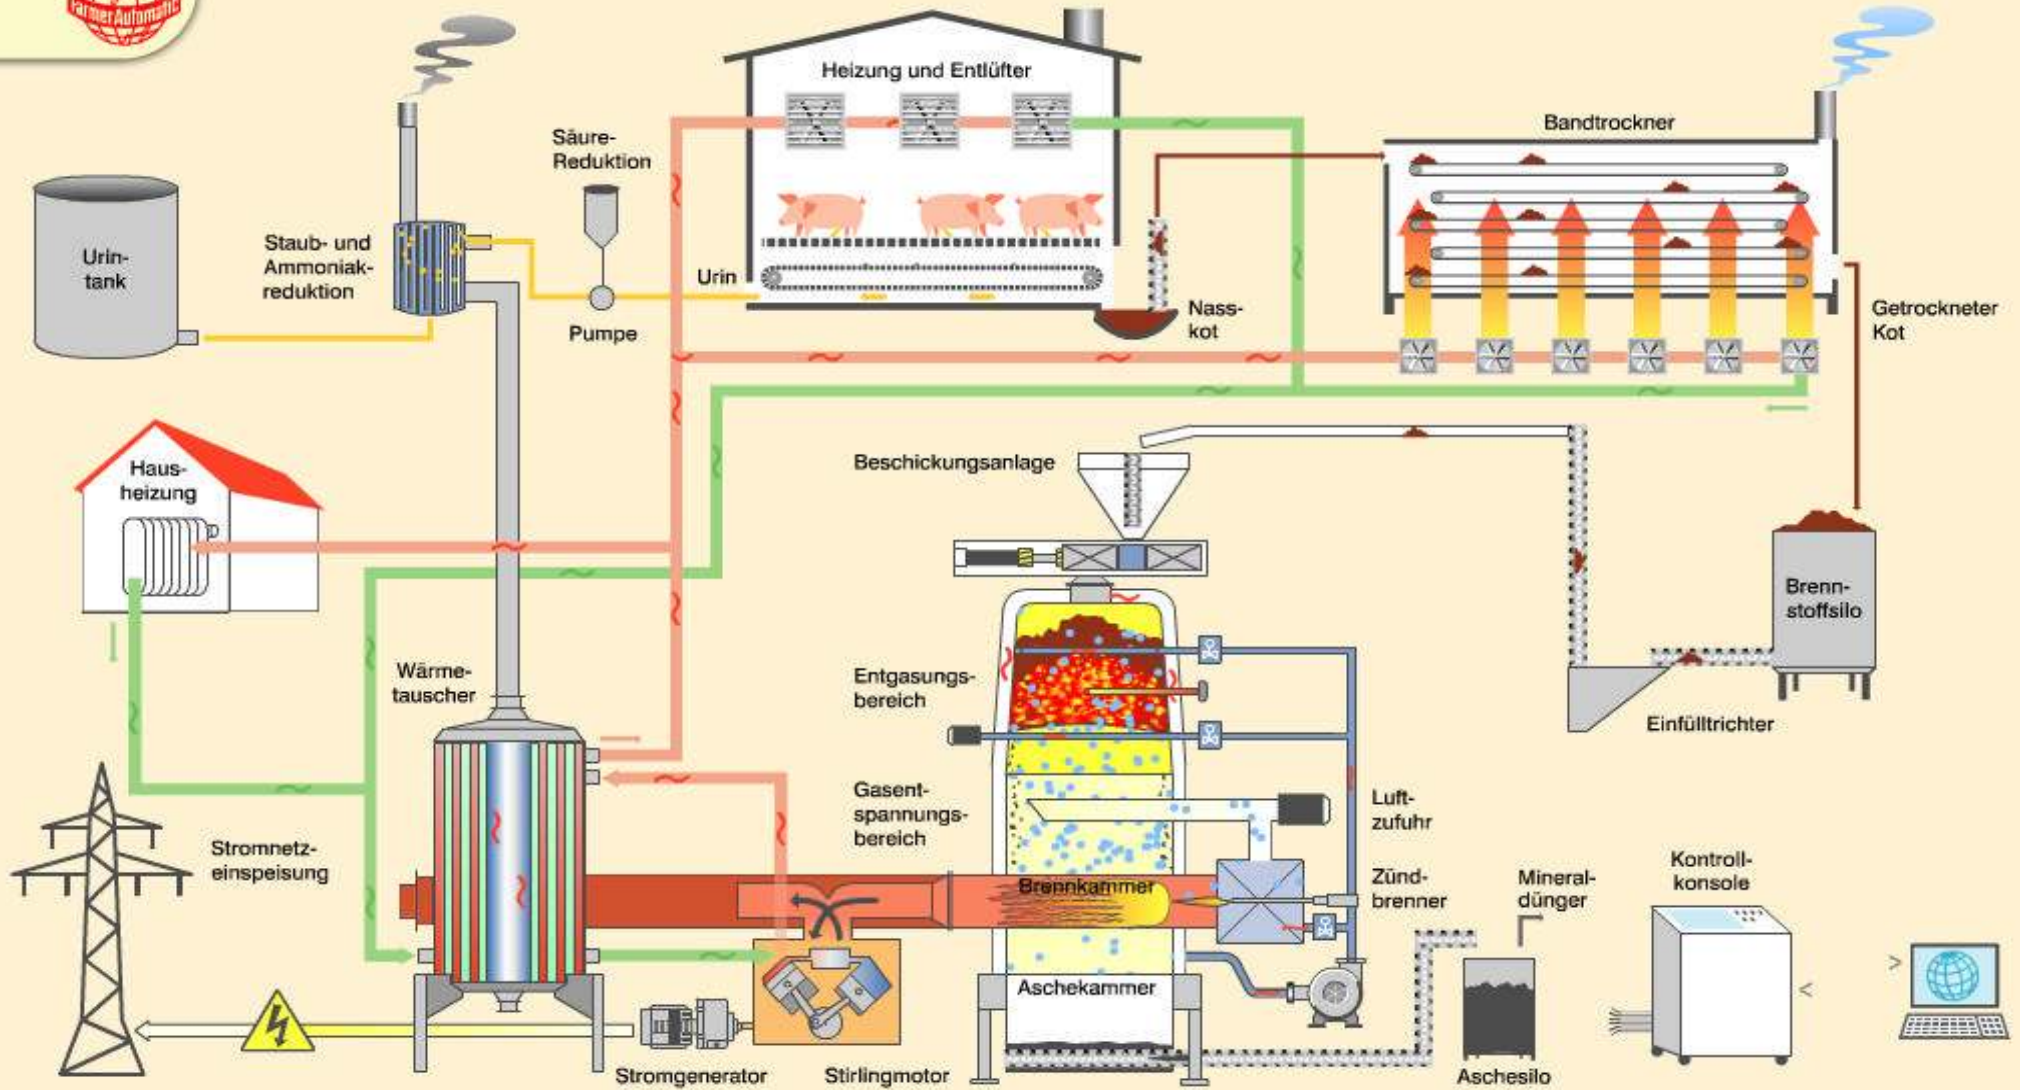 FarmerAutomatic
Heizung und Entlüfter
Bandtrockner
Säure-
Reduktion
Urin-
tank
Staub- und
Ammoniak-
reduktion
Urin
Pumpe
Nass-
kot
Getrockneter
Kot
Haus-
heizung
Beschickungsanlage
Brenn-
stoffsilo
Wärme-
tauscher
Entgasungs-
bereich
Einfülltrichter
Gasent-
spannungs-
bereich
Luft-
zufuhr
Stromnetz-
einspeisung
Brennkammer
Zünd-
brenner
Mineral-
dünger
Kontroll-
konsole
Aschekammer
>
<
Stromgenerator
Stirlingmotor
Aschesilo